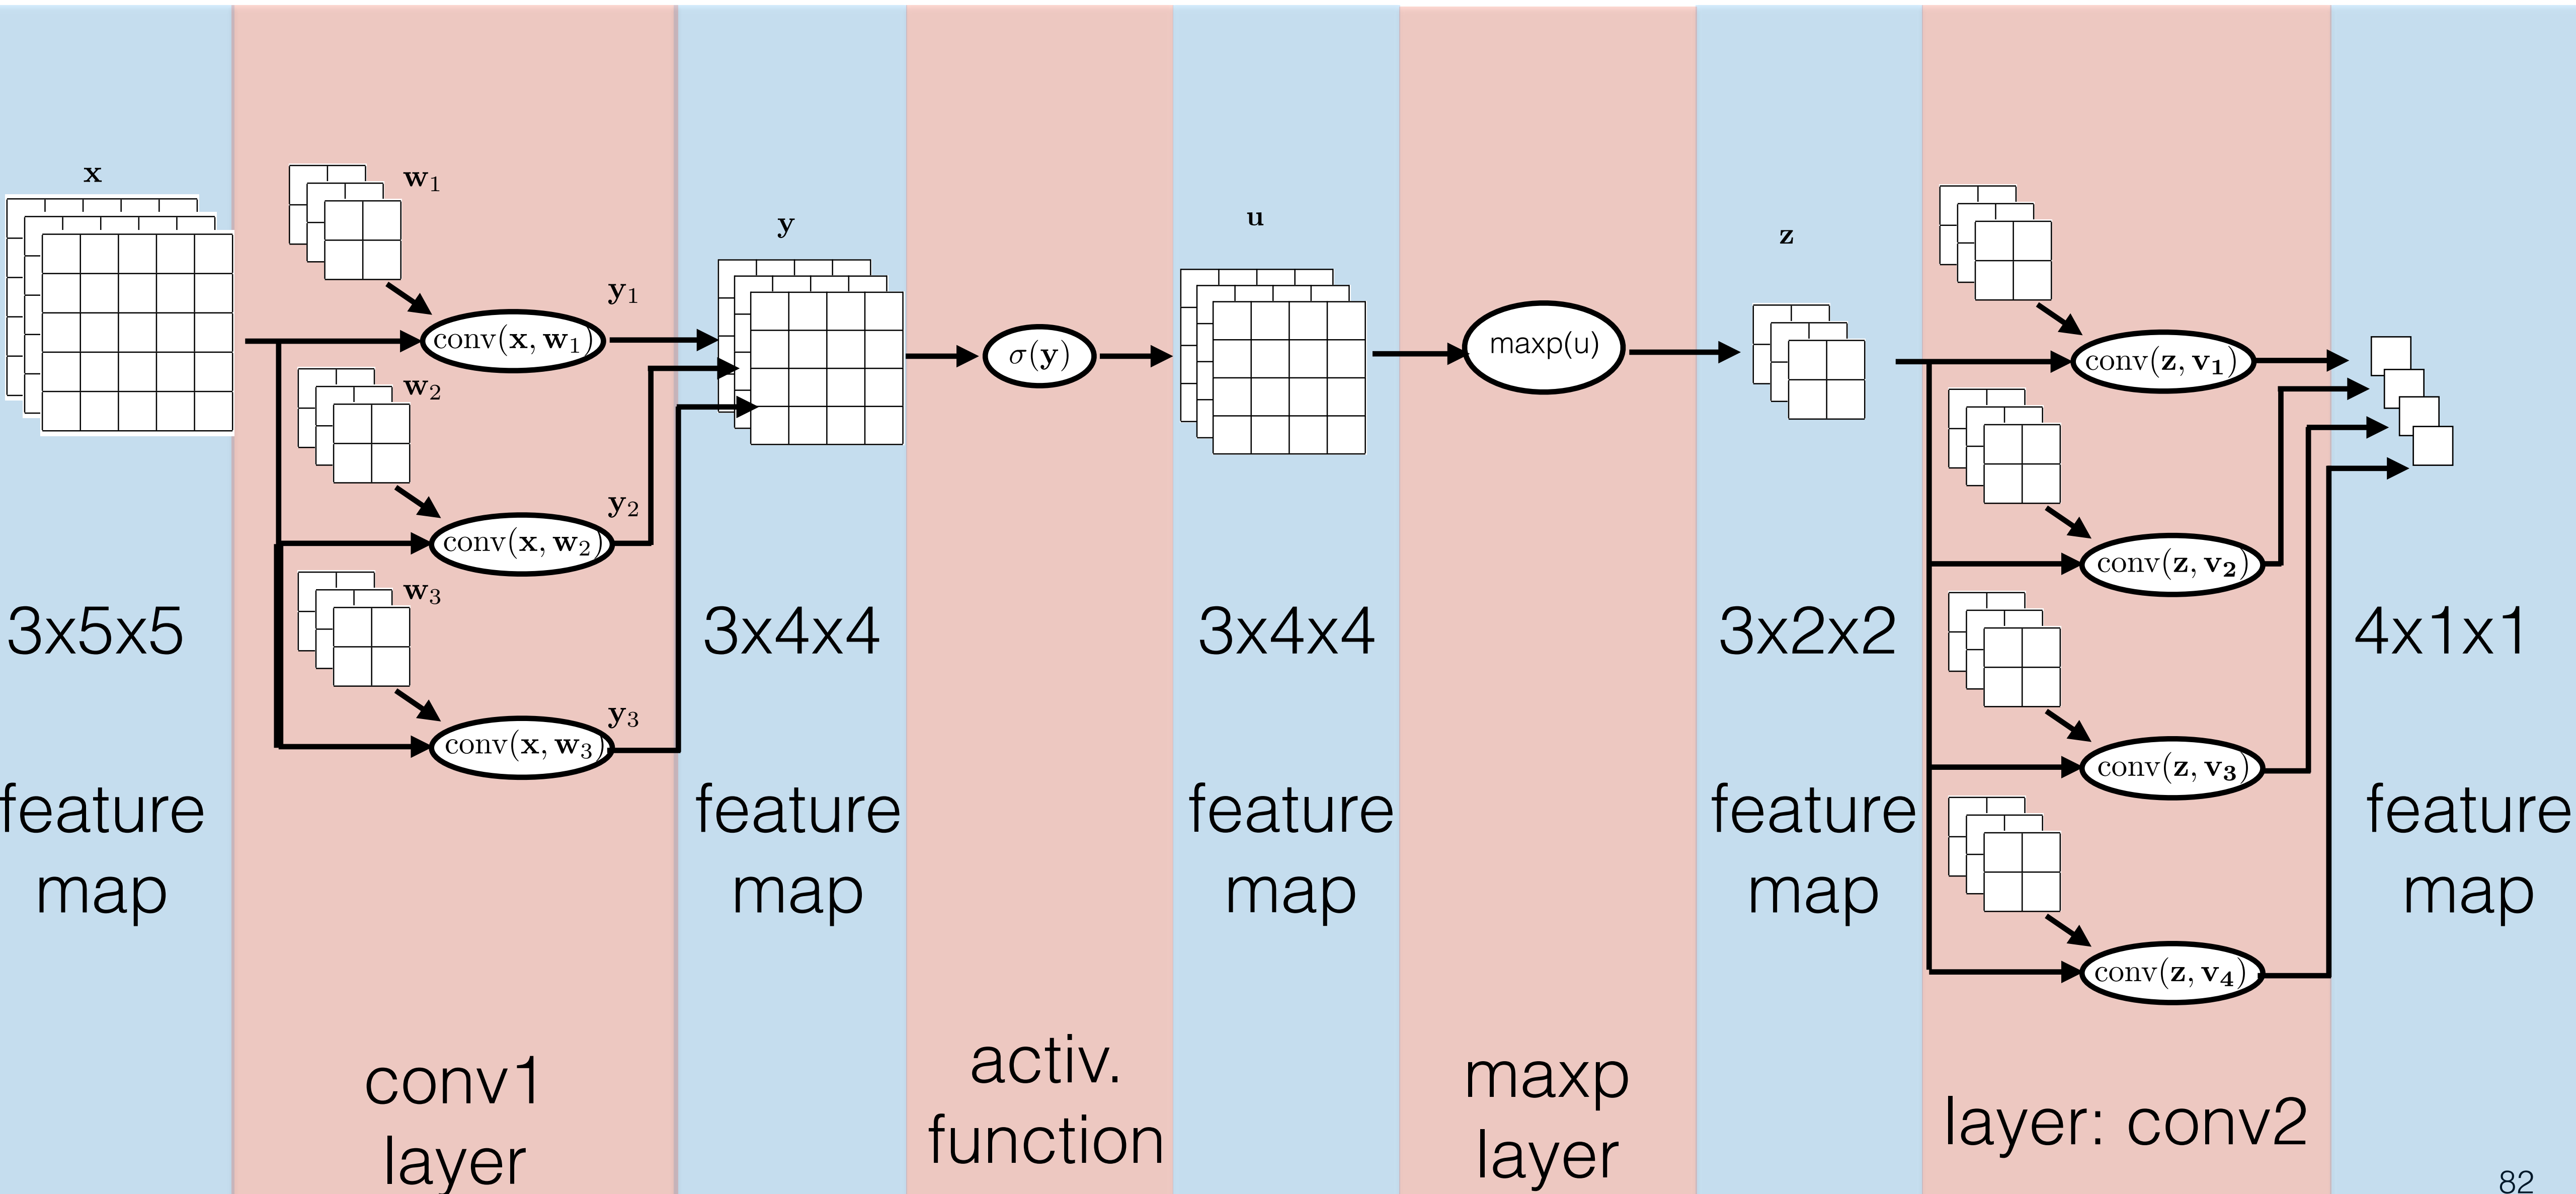 x
w₁
y₁
conv(x, w₁)
w₂
y₂
conv(x, w₂)
w₃
y₃
conv(x, w₃)
y
σ(y)
u
maxp(u)
z
conv(z, v₁)
conv(z, v₂)
conv(z, v₃)
conv(z, v₄)
3x5x5
3x4x4
3x4x4
3x2x2
4x1x1
feature
map
feature
map
feature
map
feature
map
feature
map
conv1
layer
activ.
function
maxp
layer
layer: conv2
82